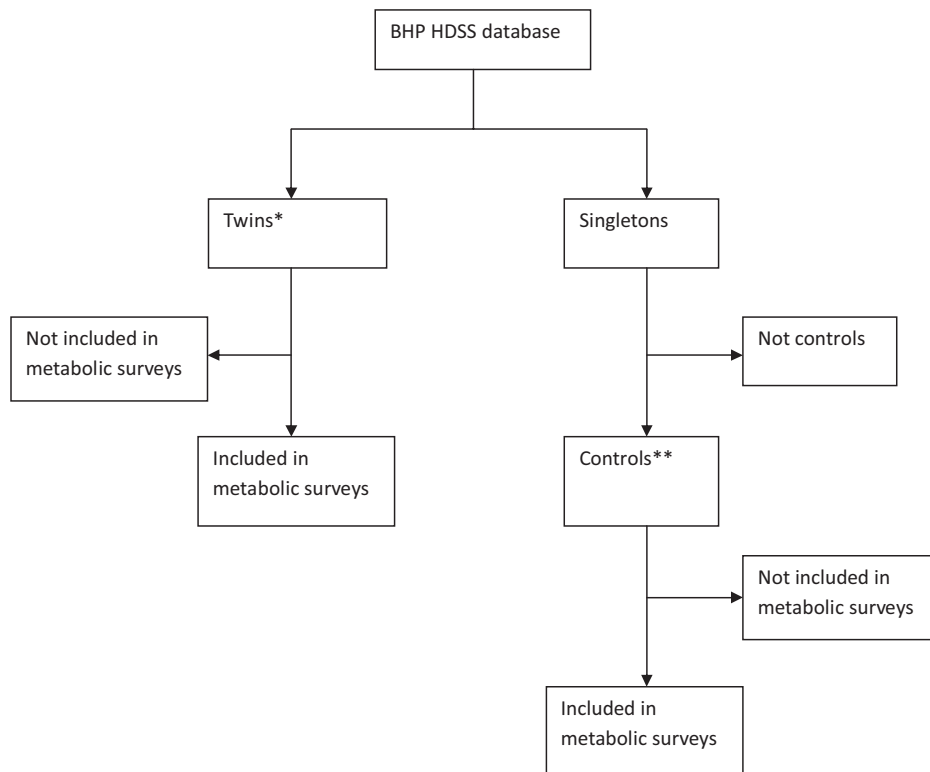 BHP HDSS database
Twins*
Singletons
Not included in
metabolic surveys
Not controls
Included in
metabolic surveys
Controls**
Not included in
metabolic surveys
Included in
metabolic surveys